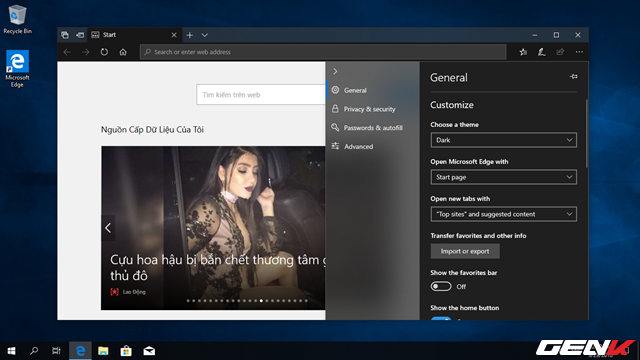 Recycle Bin
Microsoft
Edge
Start
Search or enter web address
Tìm kiếm trên web
Nguồn Cấp Dữ Liệu Của Tôi
Cựu hoa hậu bị bắn chết thương tâm g
thủ đô
Lao Động
General
Privacy & security
Passwords & autofill
Advanced
General
Customize
Choose a theme
Dark
Open Microsoft Edge with
Start page
Open new tabs with
"Top sites" and suggested content
Transfer favorites and other info
Import or export
Show the favorites bar
Off
Show the home button
GENK